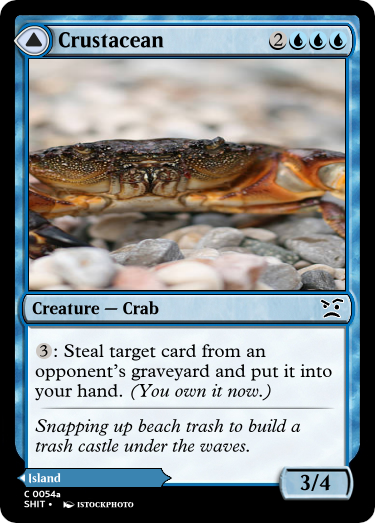 Crustacean 2
Creature — Crab
3: Steal target card from an
opponent's graveyard and put it into
your hand. (You own it now.)
Snapping up beach trash to build a
trash castle under the waves.
Island
3/4
C 0054a
SHIT • ISTOCKPHOTO